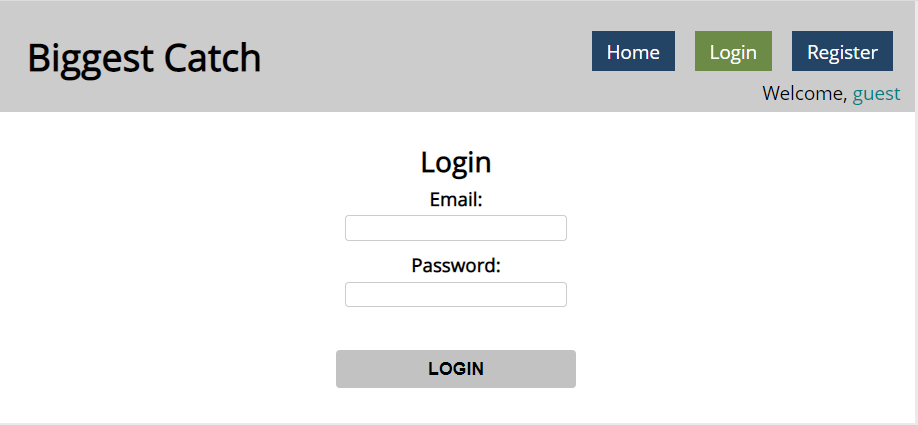 Biggest Catch
Home Login Register
Welcome, guest
Login
Email:
Password:
LOGIN